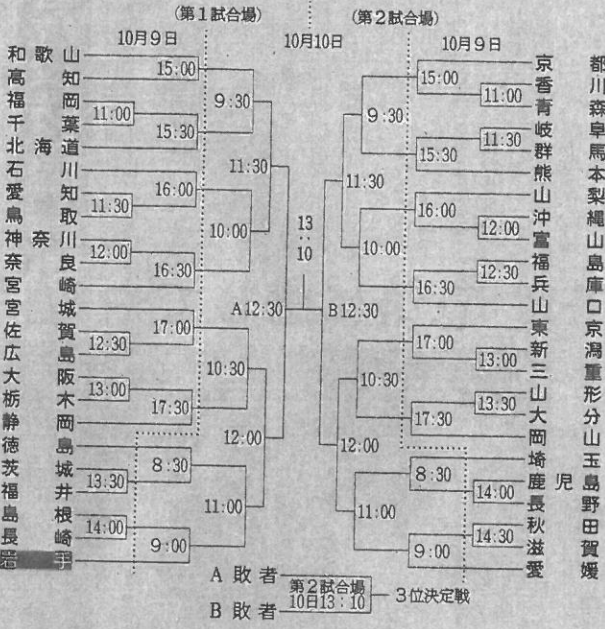 (第1試合場)
(第2試合場)
10月9日
10月10日
10月9日
和歌山
高知
福岡
千葉
北海道
石川
愛知
鳥取
神奈川
奈良
宮崎
宮城
佐賀
広島
大阪
栃木
静岡
徳島
茨城
福井
島根
長崎
岩手
15:00
11:00
15:30
16:00
11:30
12:00
16:30
17:00
12:30
13:00
17:30
8:30
13:30
14:00
9:00
9:30
10:00
10:30
11:00
11:30
12:00
A12:30
13:10
B12:30
11:30
12:00
9:30
10:00
10:30
11:00
15:00
11:00
11:30
15:30
16:00
12:00
12:30
16:30
17:00
13:00
13:30
17:30
8:30
14:00
14:30
9:00
京都
香川
青森
岐阜
群馬
熊本
山梨
沖縄
富山
福島
兵庫
山口
東京
新潟
三重
山形
大分
岡山
埼玉
鹿児島
長野
秋田
滋賀
愛媛
A敗者
B敗者
第2試合場
10日13:10
3位決定戦